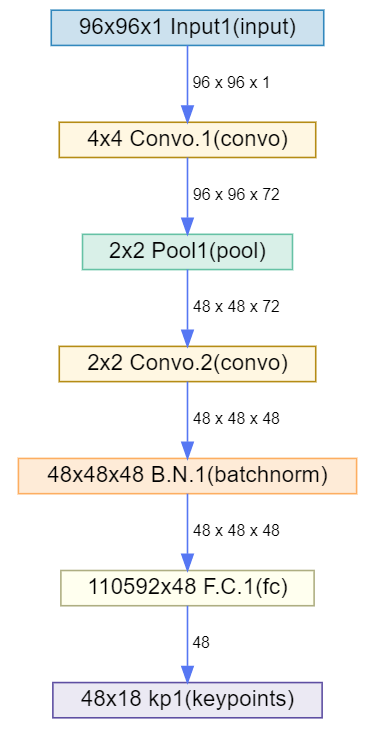 96x96x1 Input1(input)
96 x 96 x 1
4x4 Convo.1(convo)
96 x 96 x 72
2x2 Pool1(pool)
48 x 48 x 72
2x2 Convo.2(convo)
48 x 48 x 48
48x48x48 B.N.1(batchnorm)
48 x 48 x 48
110592x48 F.C.1(fc)
48
48x18 kp1(keypoints)